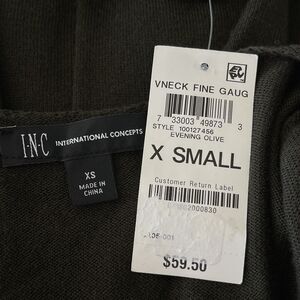 VNECK FINE GAUG
7 33003 49873 3
STYLE 100127456
EVENING OLIVE
X SMALL
Customer Return Label
$59.50
I·N·C INTERNATIONAL CONCEPTS
XS
MADE IN
CHINA